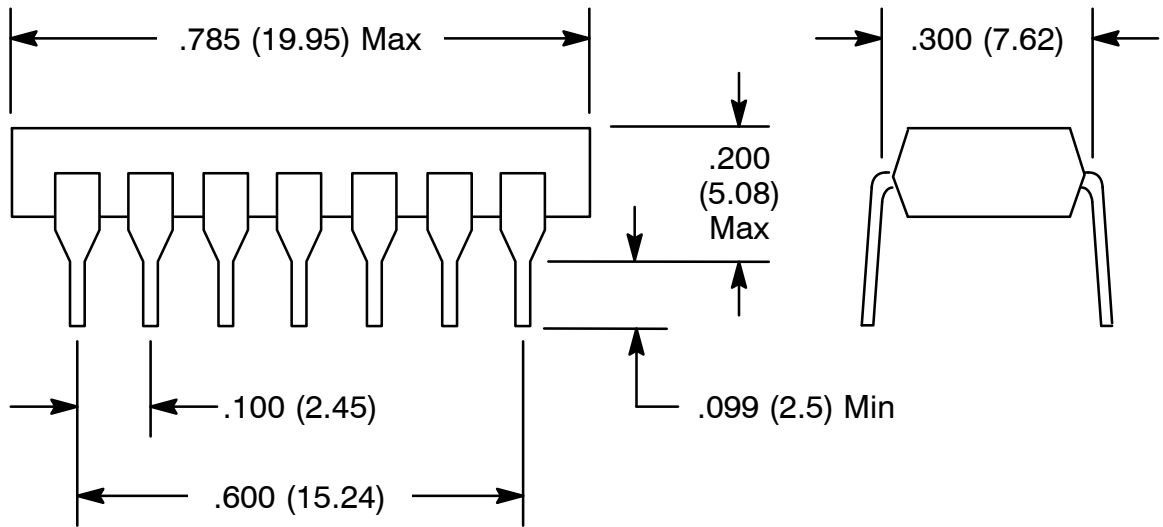 .785 (19.95) Max
.300 (7.62)
.200
(5.08)
Max
.100 (2.45)
.099 (2.5) Min
.600 (15.24)